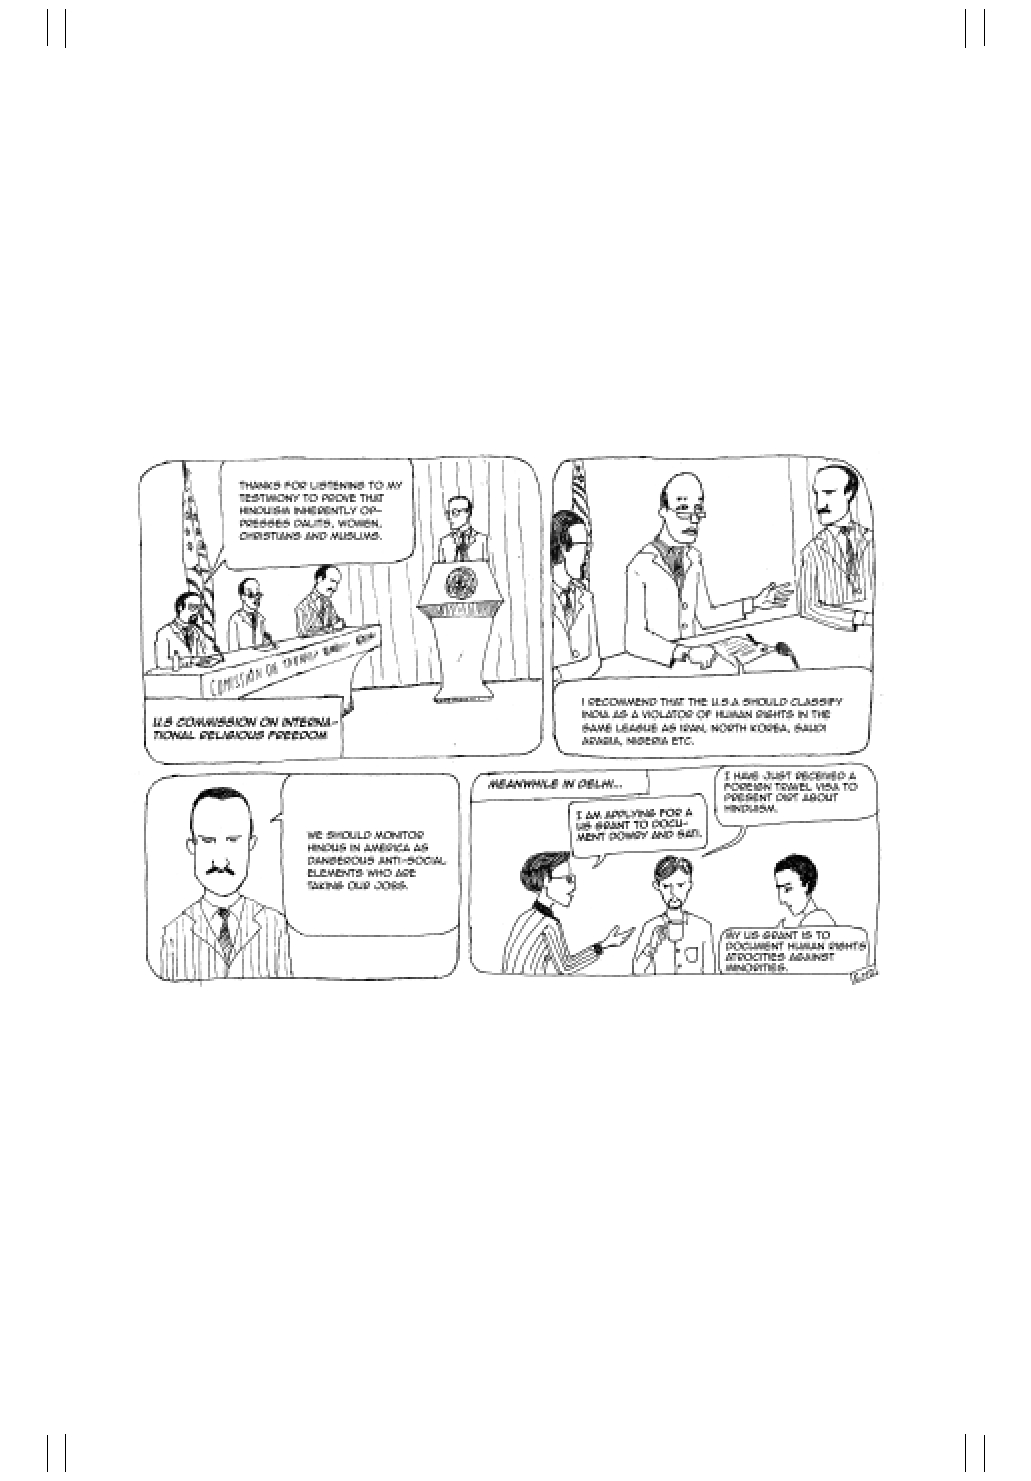 THANKS FOR LISTENING TO MY
TESTIMONY TO PROVE THAT
HINDUISM INHERENTLY OP-
PRESSES DALITS, WOMEN,
CHRISTIANS AND MUSLIMS.
COMISSION ON
U.S COMMISSION ON INTERNA-
TIONAL RELIGIOUS FREEDOM
I RECOMMEND THAT THE U.S.A SHOULD CLASSIFY
INDIA AS A VIOLATOR OF HUMAN RIGHTS IN THE
SAME LEAGUE AS IRAN, NORTH KOREA, SAUDI
ARABIA, NIGERIA ETC.
WE SHOULD MONITOR
HINDUS IN AMERICA AS
DANGEROUS ANTI-SOCIAL
ELEMENTS WHO ARE
TAKING OUR JOBS.
MEANWHILE IN DELHI...
I AM APPLYING FOR A
US GRANT TO DOCU-
MENT DOWRY AND SATI.
I HAVE JUST RECEIVED A
FOREIGN TRAVEL VISA TO
PRESENT DIRT ABOUT
HINDUISM.
MY US GRANT IS TO
DOCUMENT HUMAN RIGHTS
ATROCITIES AGAINST
MINORITIES.